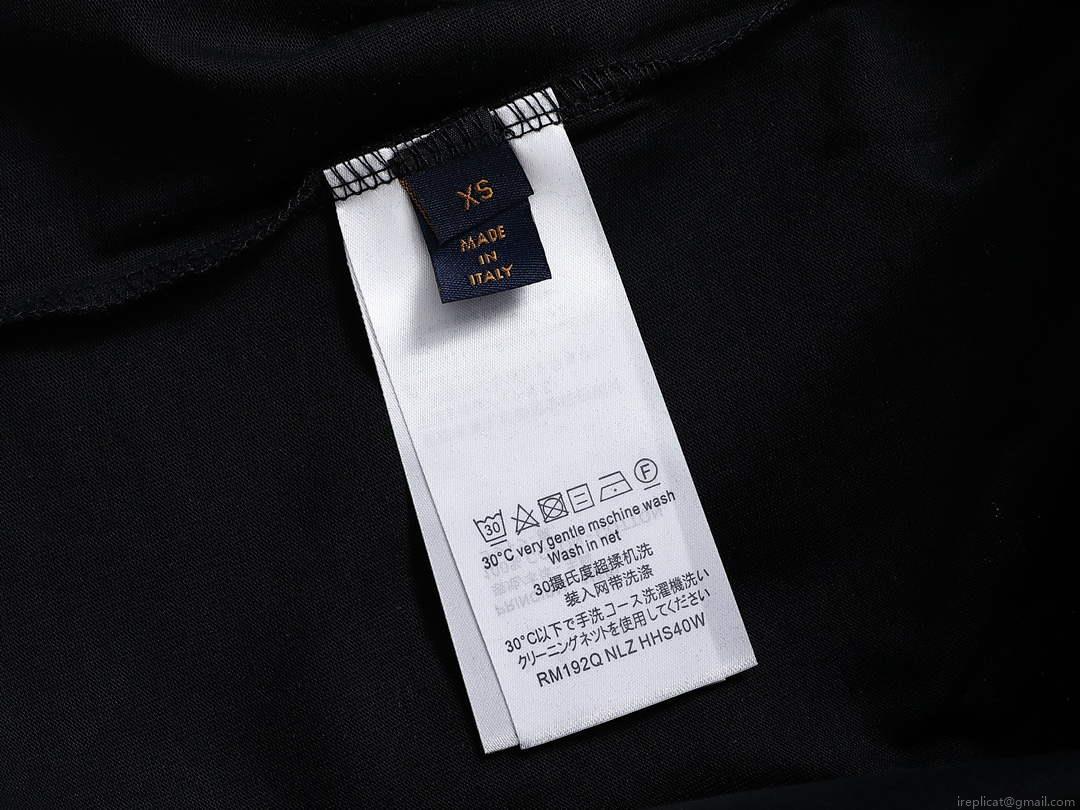 XS
MADE
IN
ITALY
30
F
30°C very gentle mschine wash
Wash in net
30摄氏度超揉机洗
装入网带洗涤
30°C以下で手洗コース洗濯機洗い
クリーニングネットを使用してください
RM192Q NLZ HHS40W
ireplicat@gmail.com